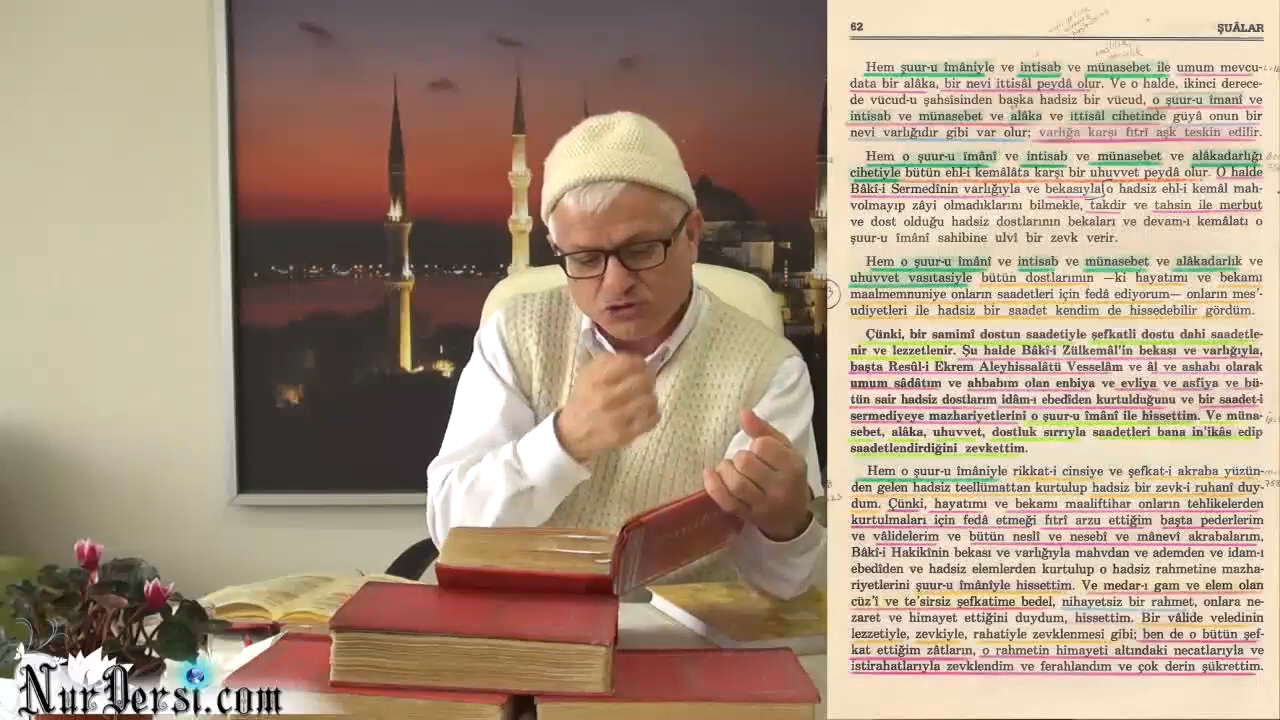 62
ŞUÂLAR
Hem şuur-u îmâniyle ve intisab ve münasebet ile umum mevcu-
data bir alâka, bir nevi ittisâl peydâ olur. Ve o halde, ikinci derece-
de vücud-u şahsîsinden başka hadsiz bir vücud, o şuur-u imanî ve
intisab ve münasebet ve alâka ve ittisâl cihetinde güyâ onun bir
nevi varlığıdır gibi var olur; varlığa karşı fıtrî aşk teskin edilir.
Hem o şuur-u îmânî ve intisab ve münasebet ve alâkadarlığı
cihetiyle bütün ehl-i kemâlâta karşı bir uhuvvet peydâ olur. O halde
Bâkî-i Sermedînin varlığıyla ve bekasıyla o hadsiz ehl-i kemâl mah-
volmayıp zâyi olmadıklarını bilmekle, takdir ve tahsin ile merbut
ve dost olduğu hadsiz dostlarının bekaları ve devam-ı kemâlatı o
şuur-u îmânî sahibine ulvî bir zevk verir.
Hem o şuur-u îmânî ve intisab ve münasebet ve alâkadarlık ve
uhuvvet vasıtasiyle bütün dostlarımın —ki hayatımı ve bekamı
maalmemnuniye onların saadetleri için fedâ ediyorum— onların mes'-
udiyetleri ile hadsiz bir saadet kendim de hissedebilir gördüm.
Çünki, bir samimî dostun saadetiyle şefkatli dostu dahi saadetle-
nir ve lezzetlenir. Şu halde Bâkî-i Zülkemâl'in bekası ve varlığıyla,
başta Resûl-i Ekrem Aleyhissalâtü Vesselâm ve âl ve ashabı olarak
umum sâdâtım ve ahbabım olan enbiya ve evliya ve asfiya ve bü-
tün sair hadsiz dostlarım idâm-ı ebedîden kurtulduğunu ve bir saadet-i
sermediyeye mazhariyetlerini o şuur-u îmânî ile hissettim. Ve müna-
sebet, alâka, uhuvvet, dostluk sırrıyla saadetleri bana in'ikâs edip
saadetlendirdiğini zevkettim.
Hem o şuur-u îmâniyle rikkat-i cinsiye ve şefkat-i akraba yüzün-
den gelen hadsiz teellümattan kurtulup hadsiz bir zevk-i ruhanî duy-
dum. Çünki, hayatımı ve bekamı maaliftihar onların tehlikelerden
kurtulmaları için fedâ etmeği fıtrî arzu ettiğim başta pederlerim
ve vâlidelerim ve bütün neslî ve nesebî ve mânevî akrabalarım,
Bâkî-i Hakikînin bekası ve varlığıyla mahvdan ve ademden ve idam-ı
ebedîden ve hadsiz elemlerden kurtulup o hadsiz rahmetine mazha-
riyetlerini şuur-u îmânîyle hissettim. Ve medar-ı gam ve elem olan
cüz'î ve te'sirsiz şefkatime bedel, nihayetsiz bir rahmet, onlara ne-
zaret ve himayet ettiğini duydum, hissettim. Bir vâlide veledinin
lezzetiyle, zevkiyle, rahatiyle zevklenmesi gibi; ben de o bütün şef-
kat ettiğim zâtların, o rahmetin himayeti altındaki necatlarıyla ve
istirahatlarıyla zevklendim ve ferahlandım ve çok derin şükrettim.
NurDersi.com